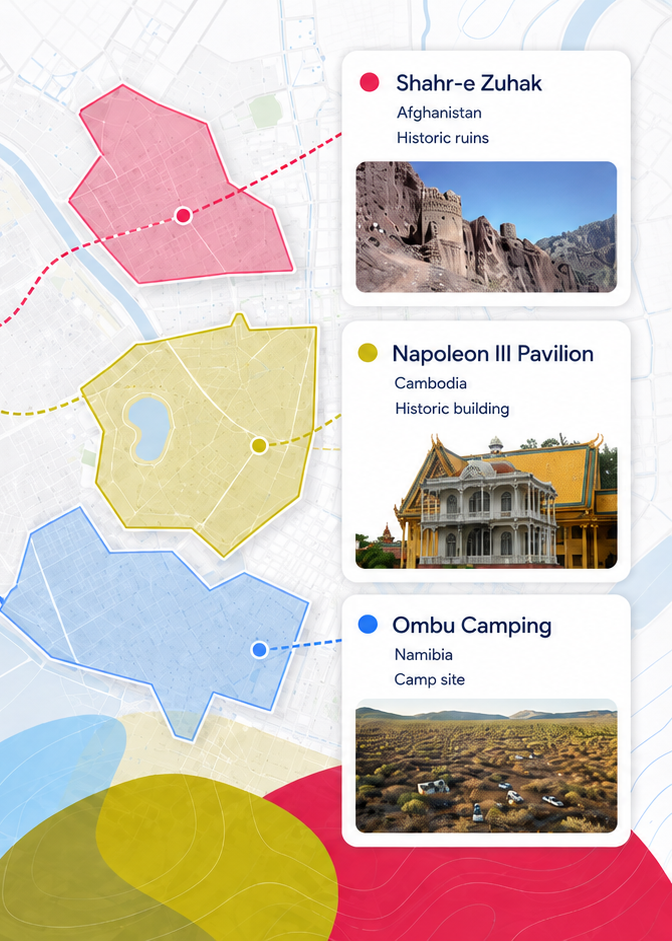 Shahr-e Zuhak
Afghanistan
Historic ruins
Napoleon III Pavilion
Cambodia
Historic building
Ombu Camping
Namibia
Camp site